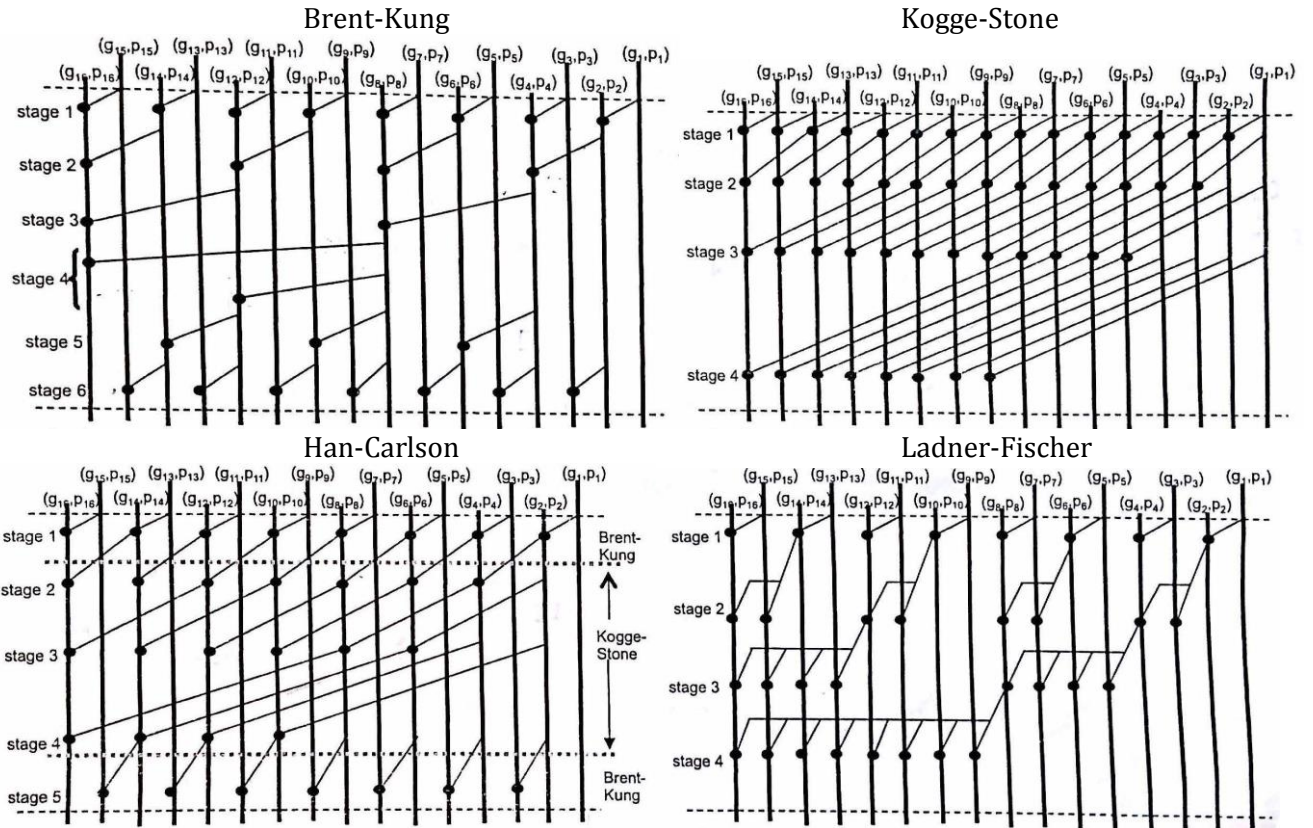 Brent-Kung
(g15,p15) (g13,p13) (g11,p11) (g9,p9) (g7,p7) (g5,p5) (g3,p3) (g1,p1)
(g16,p16) (g14,p14) (g12,p12) (g10,p10) (g8,p8) (g6,p6) (g4,p4) (g2,p2)
stage 1
stage 2
stage 3
stage 4
stage 5
stage 6
Kogge-Stone
(g15,p15) (g13,p13) (g11,p11) (g9,p9) (g7,p7) (g5,p5) (g3,p3) (g1,p1)
(g16,p16) (g14,p14) (g12,p12) (g10,p10) (g8,p8) (g6,p6) (g4,p4) (g2,p2)
stage 1
stage 2
stage 3
stage 4
Han-Carlson
(g15,p15) (g13,p13) (g11,p11) (g9,p9) (g7,p7) (g5,p5) (g3,p3) (g1,p1)
(g16,p16) (g14,p14) (g12,p12) (g10,p10) (g8,p8) (g6,p6) (g4,p4) (g2,p2)
stage 1
Brent-
Kung
stage 2
Kogge-
Stone
stage 3
stage 4
Brent-
Kung
stage 5
Ladner-Fischer
(g15,p15) (g13,p13) (g11,p11) (g9,p9) (g7,p7) (g5,p5) (g3,p3) (g1,p1)
(g16,p16) (g14,p14) (g12,p12) (g10,p10) (g8,p8) (g6,p6) (g4,p4) (g2,p2)
stage 1
stage 2
stage 3
stage 4